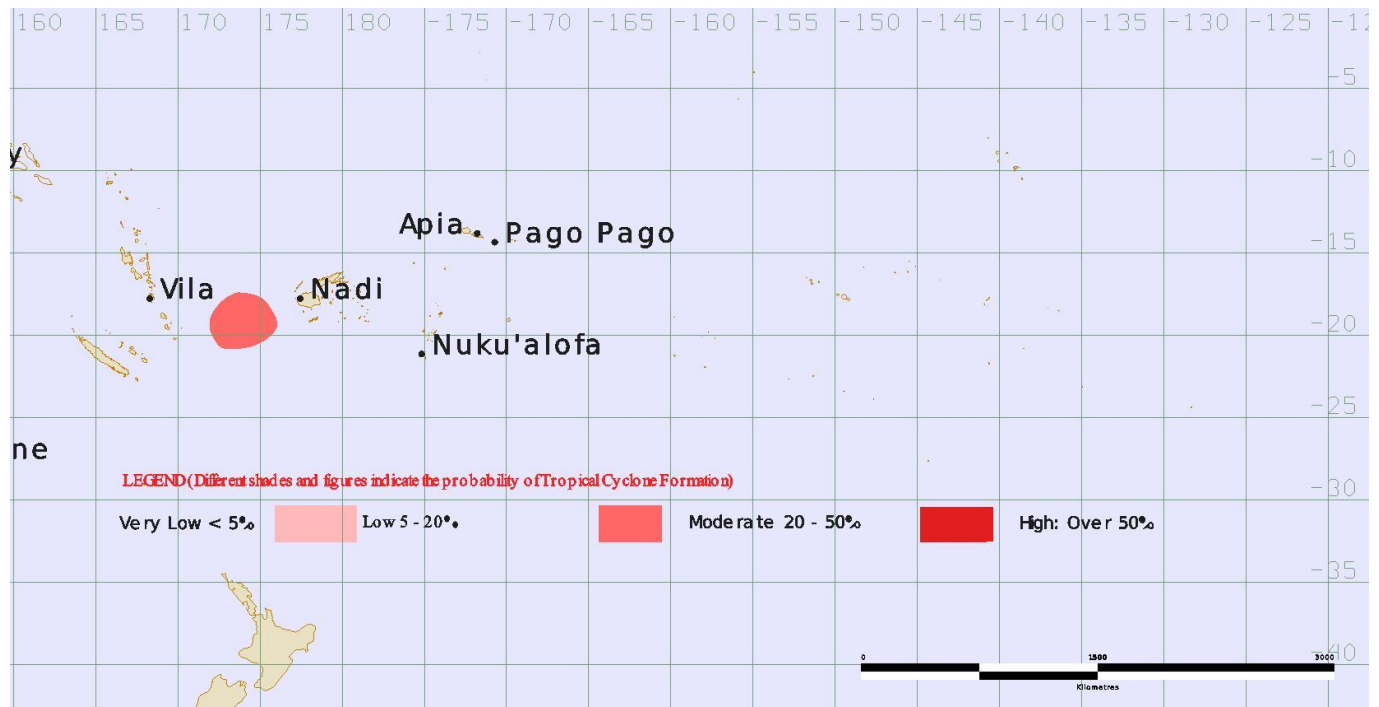 160 165 170 175 180 -175 -170 -165 -160 -155 -150 -145 -140 -135 -130 -125 -12
-5
-10
y
-15
Apia
Pago Pago
Vila
Nadi
-20
Nuku'alofa
-25
ne
LEGEND(Different shades and figures indicate the probability of Tropical Cyclone Formation)
-30
Very Low < 5%
Low 5 - 20%
Moderate 20 - 50%
High: Over 50%
-35
-40
0 1500 3000
Kilometres